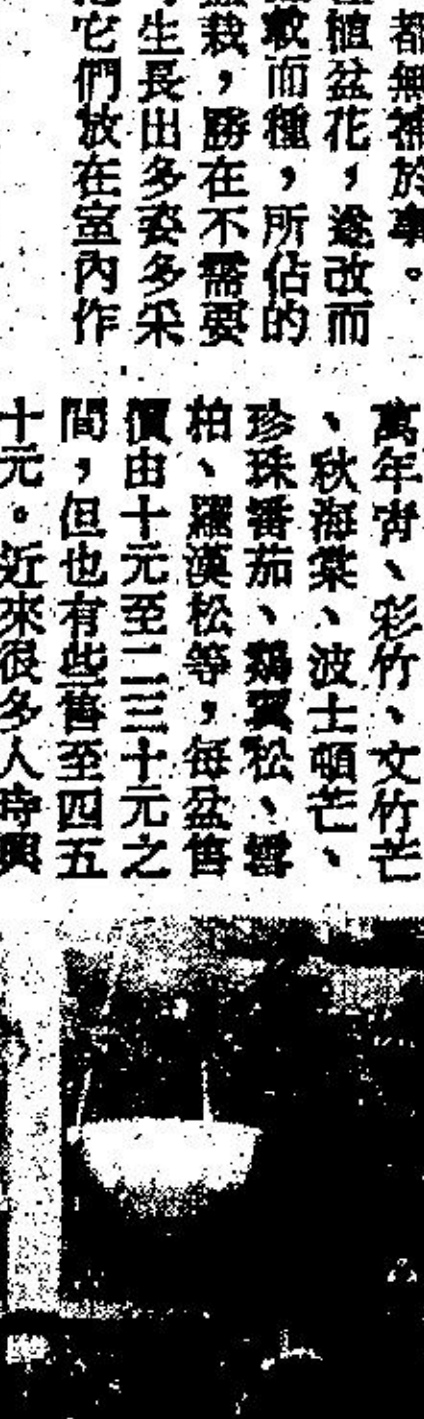 都無補於事。
植盆花，遂改而
栽而種，所佔的
栽，勝在不需要
生長出多姿多采
它們放在室內作
萬年青、彩竹、文竹芒
、秋海棠、波士頓芒、
珍珠番茄、鷄翼松、雪
柏、羅漢松等，每盆售
價由十元至二三十元之
間，但也有些售至四五
十元。近來很多人時興